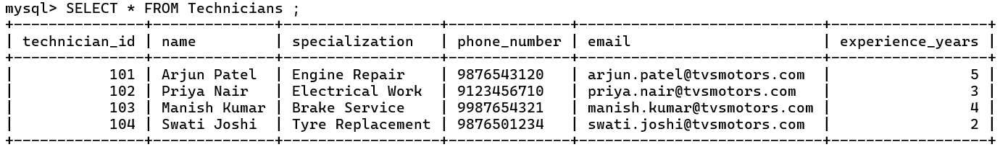 mysql> SELECT * FROM Technicians ;
+---------------+--------------+------------------+--------------+----------------------------+------------------+
| technician_id | name         | specialization   | phone_number | email                      | experience_years |
+---------------+--------------+------------------+--------------+----------------------------+------------------+
|           101 | Arjun Patel  | Engine Repair    | 9876543120   | arjun.patel@tvsmotors.com  |                5 |
|           102 | Priya Nair   | Electrical Work  | 9123456710   | priya.nair@tvsmotors.com   |                3 |
|           103 | Manish Kumar | Brake Service    | 9987654321   | manish.kumar@tvsmotors.com |                4 |
|           104 | Swati Joshi  | Tyre Replacement | 9876501234   | swati.joshi@tvsmotors.com  |                2 |
+---------------+--------------+------------------+--------------+----------------------------+------------------+